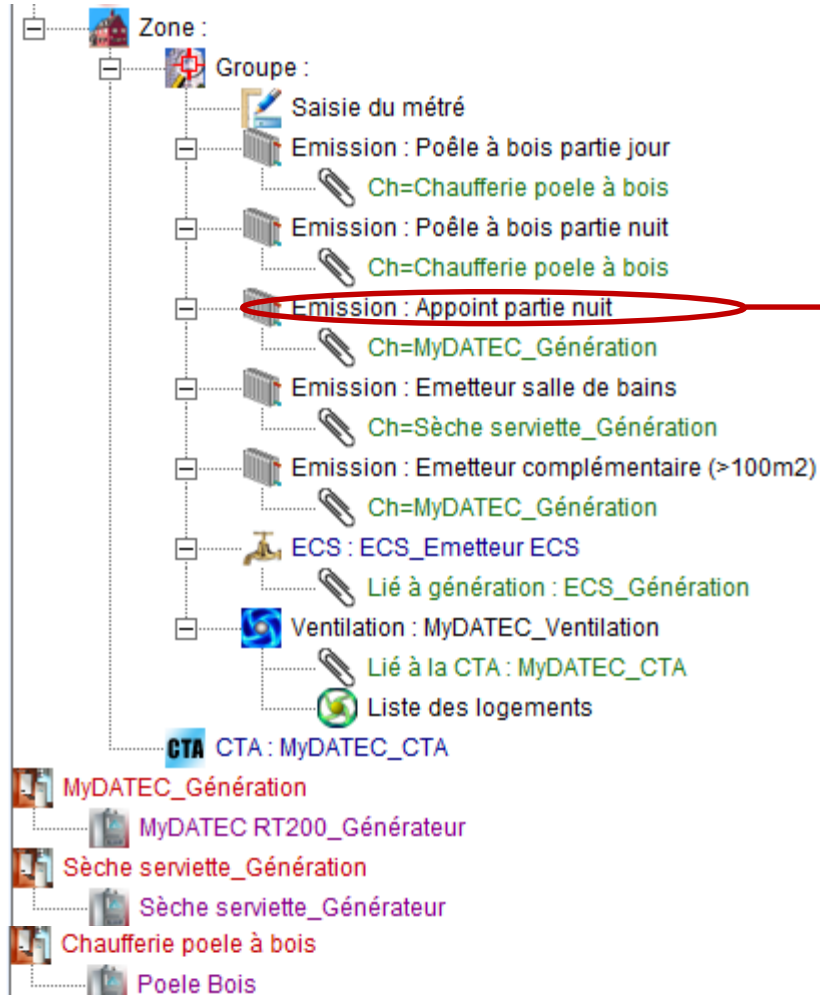 Zone :
Groupe :
Saisie du métré
Emission : Poêle à bois partie jour
Ch=Chaufferie poele à bois
Emission : Poêle à bois partie nuit
Ch=Chaufferie poele à bois
Emission : Appoint partie nuit
Ch=MyDATEC_Génération
Emission : Emetteur salle de bains
Ch=Sèche serviette_Génération
Emission : Emetteur complémentaire (>100m2)
Ch=MyDATEC_Génération
ECS : ECS_Emetteur ECS
Lié à génération : ECS_Génération
Ventilation : MyDATEC_Ventilation
Lié à la CTA : MyDATEC_CTA
Liste des logements
CTA CTA : MyDATEC_CTA
MyDATEC_Génération
MyDATEC RT200_Générateur
Sèche serviette_Génération
Sèche serviette_Générateur
Chaufferie poele à bois
Poele Bois